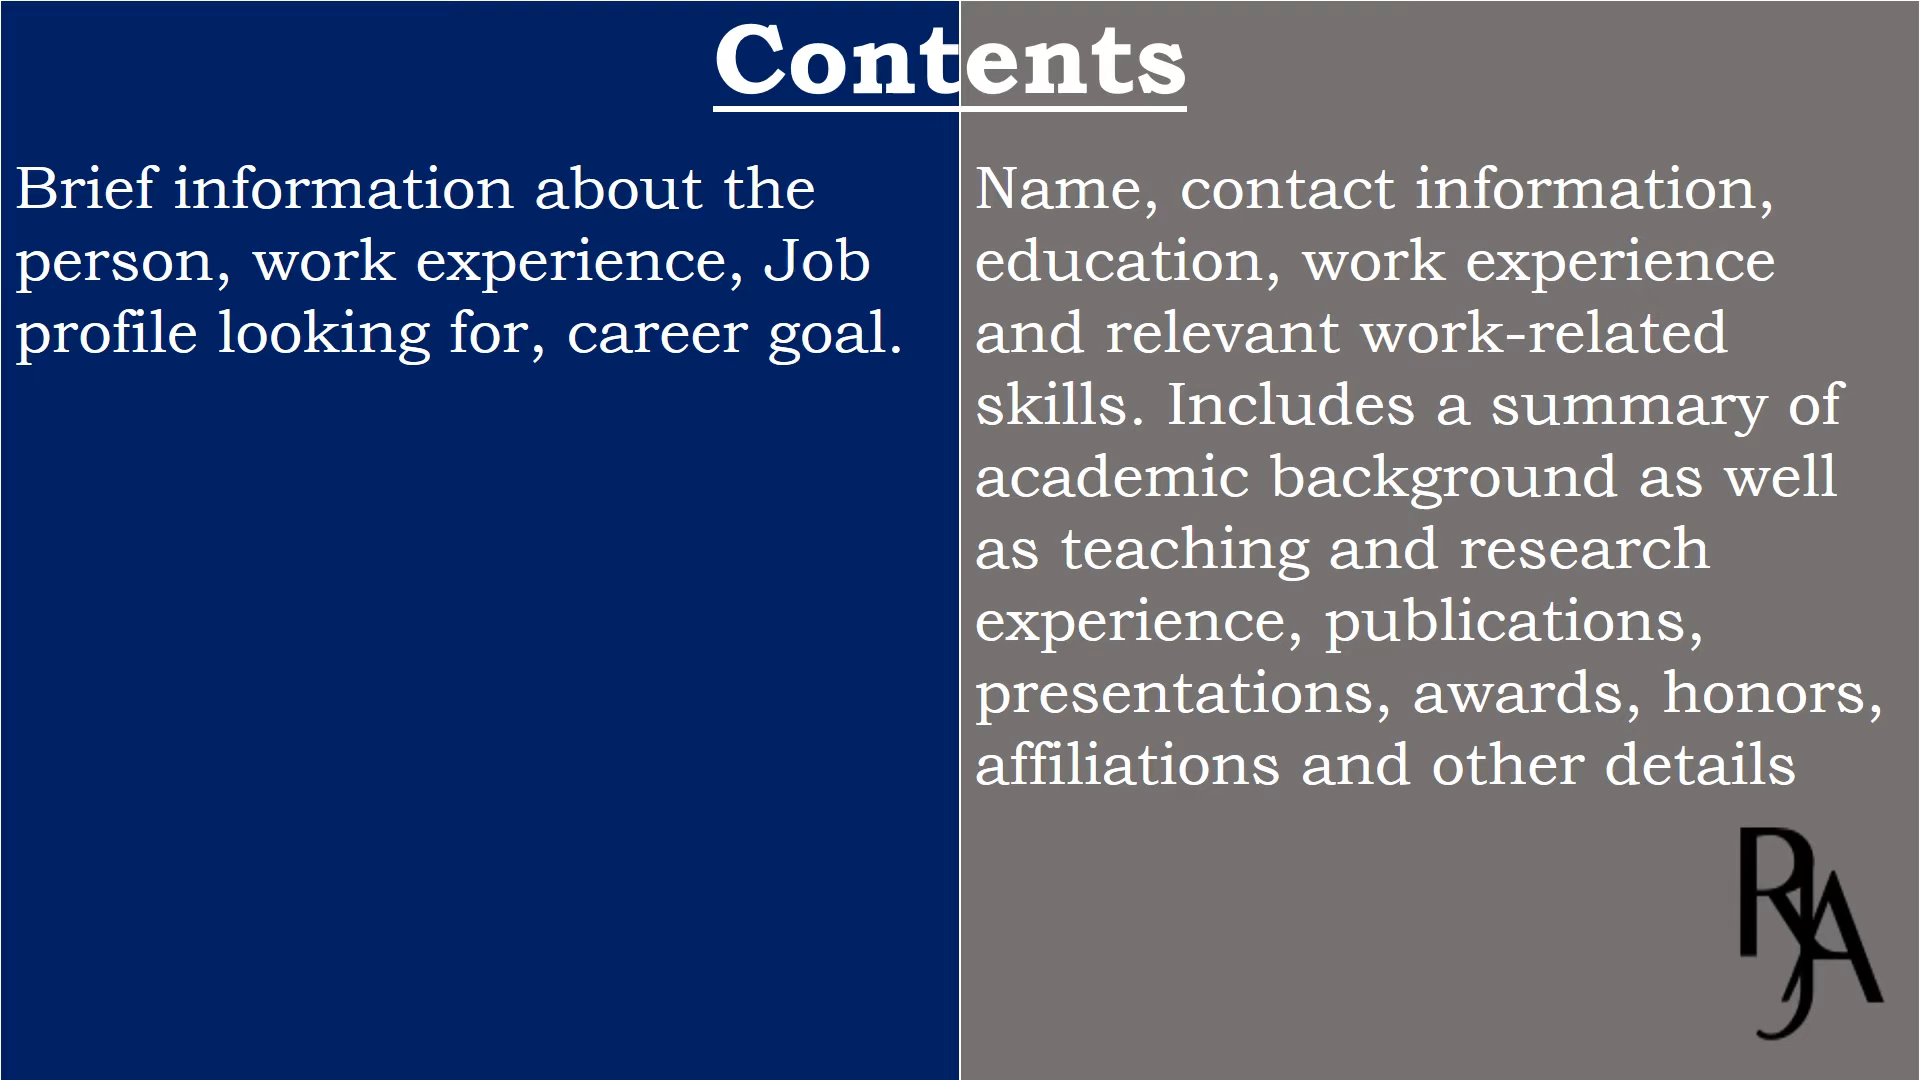 Contents
Brief information about the
person, work experience, Job
profile looking for, career goal.
Name, contact information,
education, work experience
and relevant work-related
skills. Includes a summary of
academic background as well
as teaching and research
experience, publications,
presentations, awards, honors,
affiliations and other details
RJA